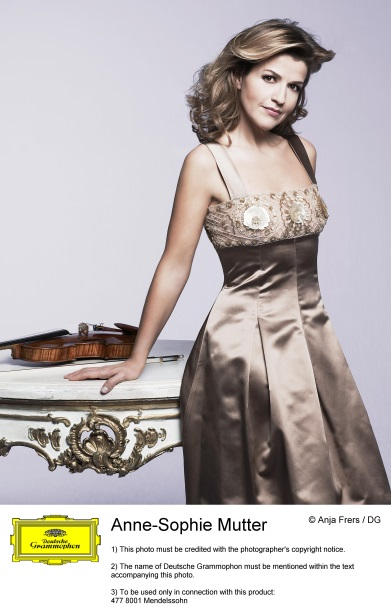 Anne-Sophie Mutter
© Anja Frers / DG
Deutsche
Grammophon
1) This photo must be credited with the photographer's copyright notice.
2) The name of Deutsche Grammophon must be mentioned within the text
accompanying this photo.
3) To be used only in connection with this product:
477 8001 Mendelssohn